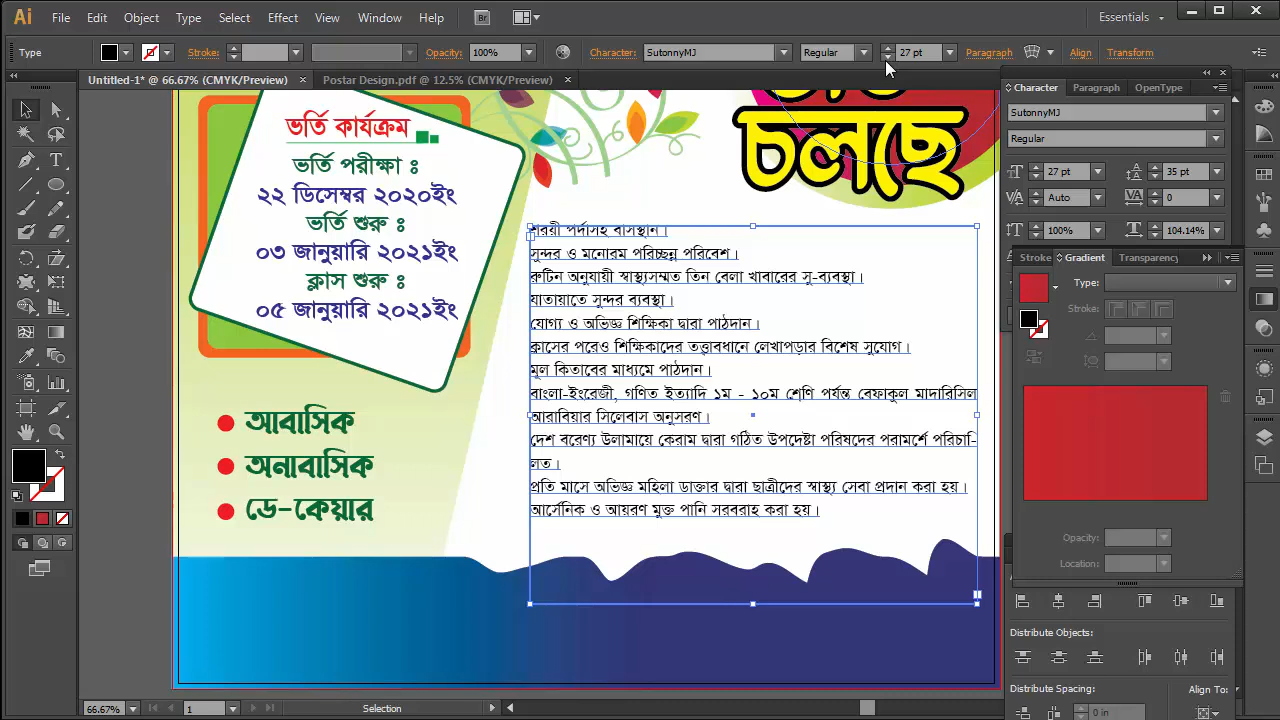 Ai File Edit Object Type Select Effect View Window Help Br Essentials
Type Stroke: Opacity: 100% Character: SutonnyMJ Regular 27 pt Paragraph Align Transform
Untitled-1* @ 66.67% (CMYK/Preview) × Postar Design.pdf @ 12.5% (CMYK/Preview) ×
ভর্তি কার্যক্রম
ভর্তি পরীক্ষা ঃ
২২ ডিসেম্বর ২০২০ইং
ভর্তি শুরু ঃ
০৩ জানুয়ারি ২০২১ইং
ক্লাস শুরু ঃ
০৫ জানুয়ারি ২০২১ইং
আবাসিক
অনাবাসিক
ডে-কেয়ার
চলছে
শরয়ী পর্দাসহ বাসস্থান।
সুন্দর ও মনোরম পরিচ্ছন্ন পরিবেশ।
রুটিন অনুযায়ী স্বাস্থ্যসম্মত তিন বেলা খাবারের সু-ব্যবস্থা।
যাতায়াতে সুন্দর ব্যবস্থা।
যোগ্য ও অভিজ্ঞ শিক্ষিকা দ্বারা পাঠদান।
ক্লাসের পরেও শিক্ষিকাদের তত্ত্বাবধানে লেখাপড়ার বিশেষ সুযোগ।
মূল কিতাবের মাধ্যমে পাঠদান।
বাংলা-ইংরেজী, গণিত ইত্যাদি ১ম - ১০ম শ্রেণি পর্যন্ত বেফাকুল মাদারিসিল
আরাবিয়ার সিলেবাস অনুসরণ।
দেশ বরেণ্য উলামায়ে কেরাম দ্বারা গঠিত উপদেষ্টা পরিষদের পরামর্শে পরিচা-
লিত।
প্রতি মাসে অভিজ্ঞ মহিলা ডাক্তার দ্বারা ছাত্রীদের স্বাস্থ্য সেবা প্রদান করা হয়।
আর্সেনিক ও আয়রণ মুক্ত পানি সরবরাহ করা হয়।
Character Paragraph OpenType
SutonnyMJ
Regular
27 pt 35 pt
Auto 0
100% 104.14%
Stroke Gradient Transparency
Type:
Stroke:
Opacity:
Location:
Distribute Objects:
Distribute Spacing: Align To:
0 in
66.67% 1 Selection